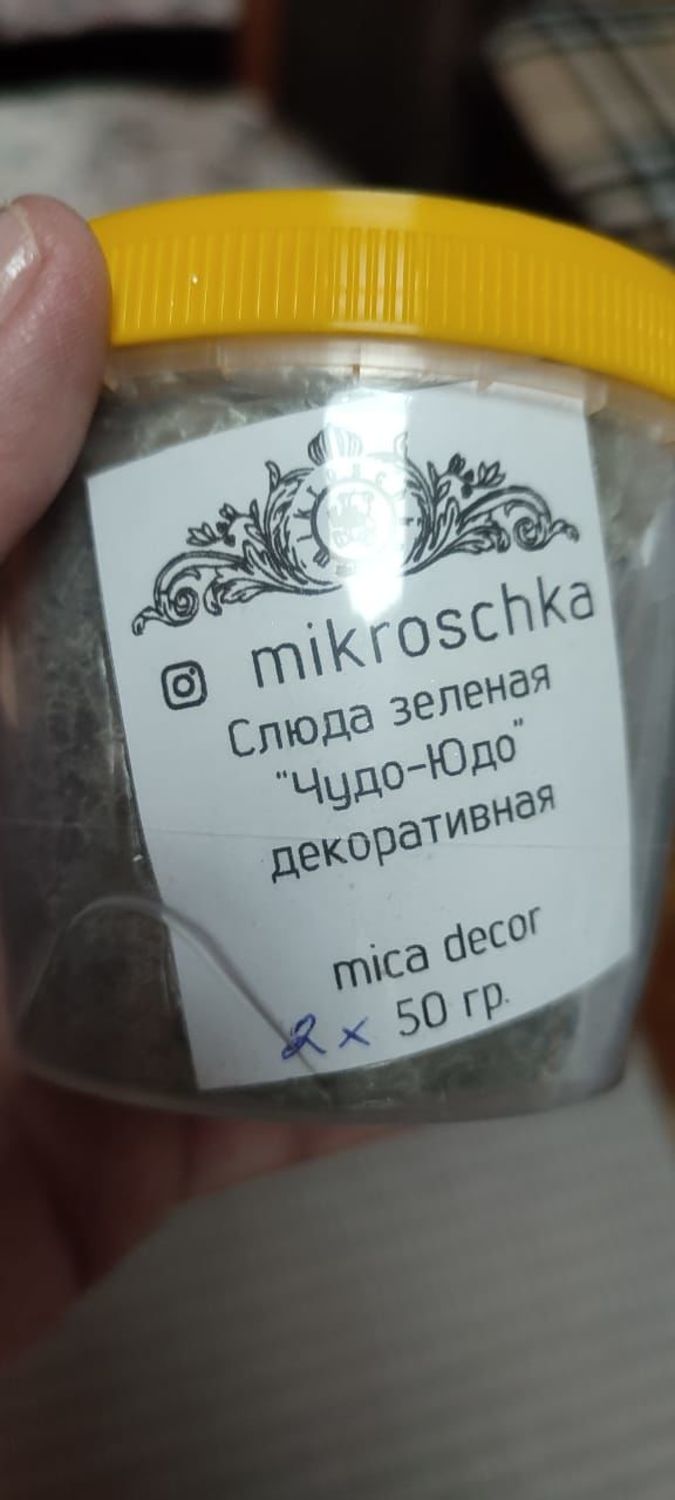 mikroschka
Слюда зеленая
"Чудо-Юдо"
декоративная
mica decor
2 x 50 гр.